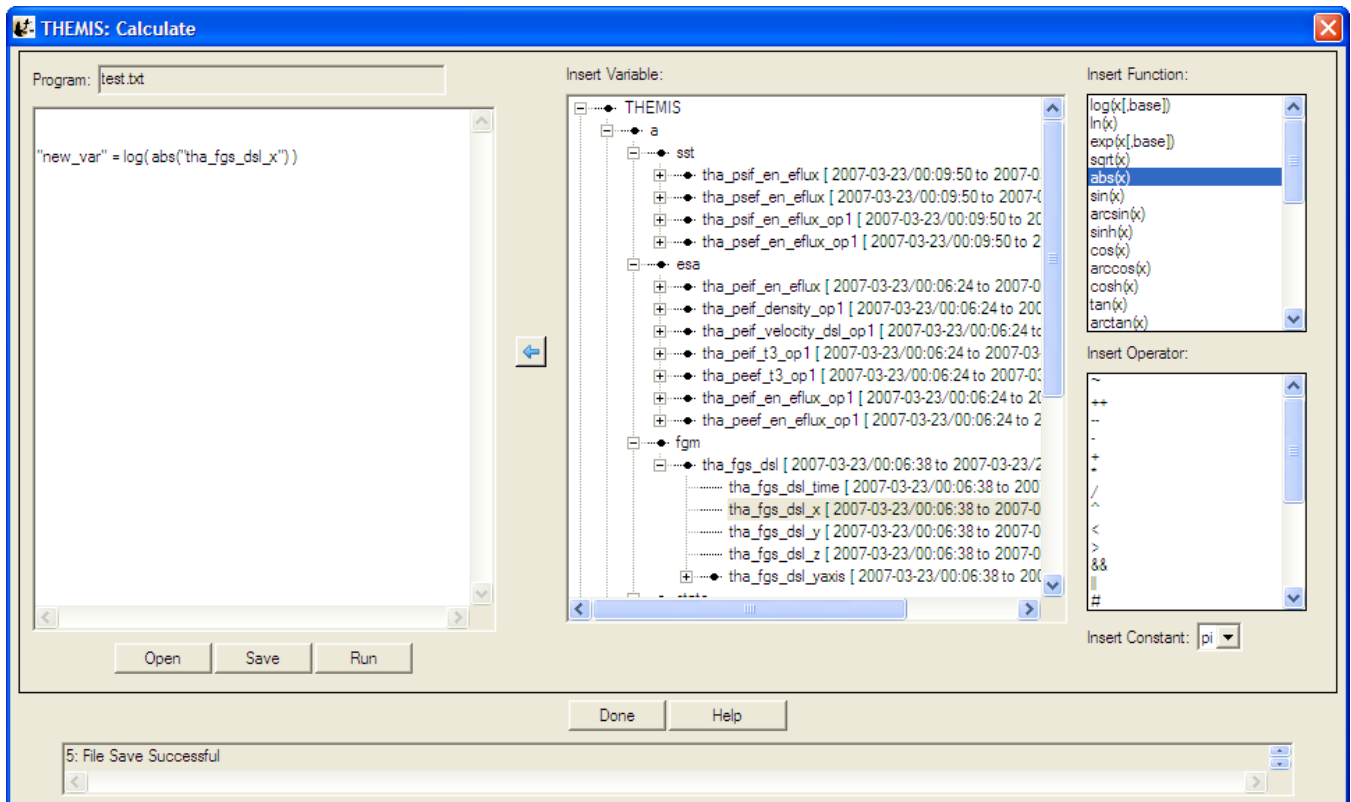 THEMIS: Calculate
Program: test.txt
"new_var" = log( abs("tha_fgs_dsl_x") )
Open Save Run
Insert Variable:
THEMIS
a
sst
tha_psif_en_eflux [ 2007-03-23/00:09:50 to 2007-0
tha_psef_en_eflux [ 2007-03-23/00:09:50 to 2007-0
tha_psif_en_eflux_op1 [ 2007-03-23/00:09:50 to 20
tha_psef_en_eflux_op1 [ 2007-03-23/00:09:50 to 2
esa
tha_peif_en_eflux [ 2007-03-23/00:06:24 to 2007-0
tha_peif_density_op1 [ 2007-03-23/00:06:24 to 200
tha_peif_velocity_dsl_op1 [ 2007-03-23/00:06:24 to
tha_peif_t3_op1 [ 2007-03-23/00:06:24 to 2007-03-
tha_peef_t3_op1 [ 2007-03-23/00:06:24 to 2007-03
tha_peif_en_eflux_op1 [ 2007-03-23/00:06:24 to 20
tha_peef_en_eflux_op1 [ 2007-03-23/00:06:24 to 2
fgm
tha_fgs_dsl [ 2007-03-23/00:06:38 to 2007-03-23/2
tha_fgs_dsl_time [ 2007-03-23/00:06:38 to 200
tha_fgs_dsl_x [ 2007-03-23/00:06:38 to 2007-0
tha_fgs_dsl_y [ 2007-03-23/00:06:38 to 2007-0
tha_fgs_dsl_z [ 2007-03-23/00:06:38 to 2007-0
tha_fgs_dsl_yaxis [ 2007-03-23/00:06:38 to 200
Insert Function:
log(x[,base])
ln(x)
exp(x[,base])
sqrt(x)
abs(x)
sin(x)
arcsin(x)
sinh(x)
cos(x)
arccos(x)
cosh(x)
tan(x)
arctan(x)
Insert Operator:
~
++
--
-
+
*
/
^
<
>
&&
||
#
Insert Constant: pi
Done Help
5: File Save Successful